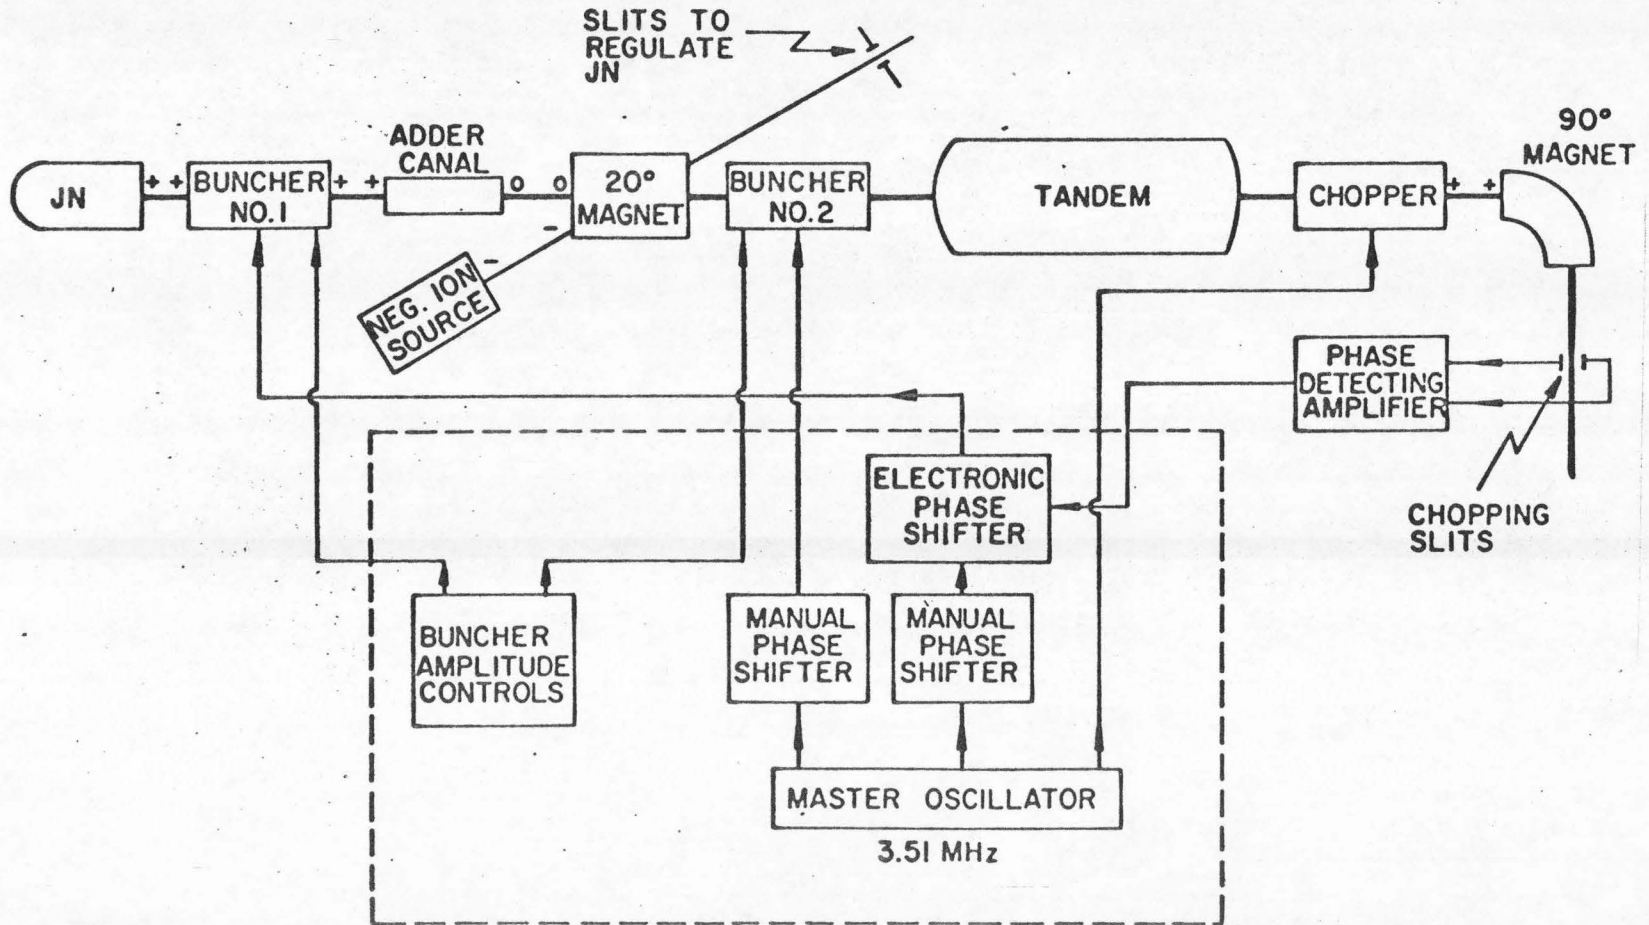 SLITS TO
REGULATE
JN
90°
MAGNET
ADDER
CANAL
JN
+ +
BUNCHER
NO.1
+ +
O O
20°
MAGNET
BUNCHER
NO.2
TANDEM
CHOPPER
+ +
-
-
NEG. ION
SOURCE
PHASE
DETECTING
AMPLIFIER
ELECTRONIC
PHASE
SHIFTER
CHOPPING
SLITS
BUNCHER
AMPLITUDE
CONTROLS
MANUAL
PHASE
SHIFTER
MANUAL
PHASE
SHIFTER
MASTER OSCILLATOR
3.51 MHz